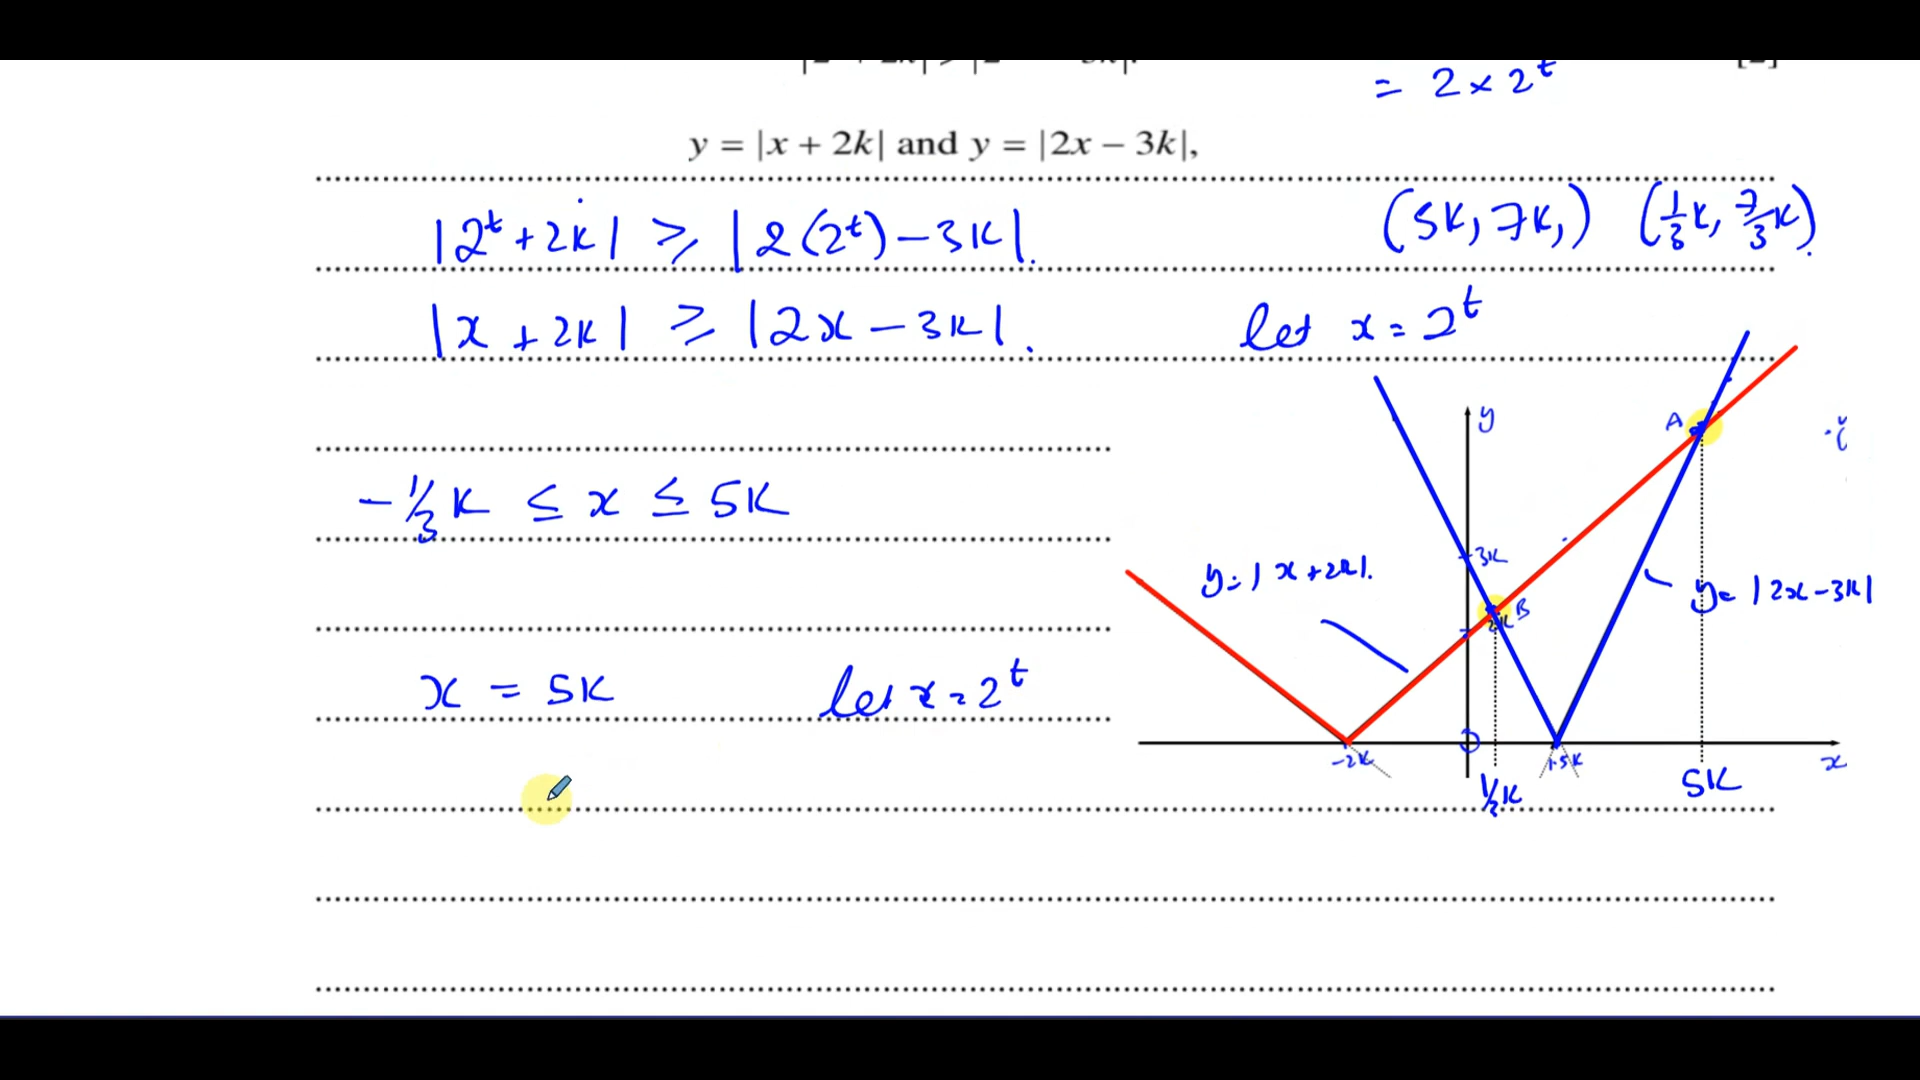 = 2 × 2^t
y = |x + 2k| and y = |2x − 3k|,
|2^t + 2k| ≥ |2(2^t) − 3k|.
(5k, 7k,) (1/3 k, 7/3 k).
|x + 2k| ≥ |2x − 3k|.
let x = 2^t
y
A
−1/3 k ≤ x ≤ 5k
3k
y = |x + 2k|.
y = |2x − 3k|
B
2k
x = 5k
let x = 2^t
−2k
O
1.5k
x
1/3 k
5k